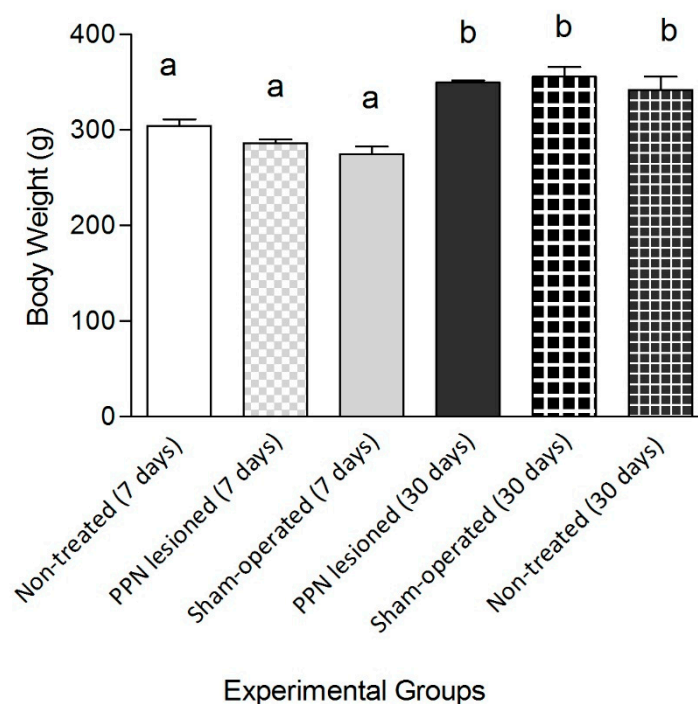 400
300
200
100
0
Body Weight (g)
a
a
a
b
b
b
Non-treated (7 days)
PPN lesioned (7 days)
Sham-operated (7 days)
PPN lesioned (30 days)
Sham-operated (30 days)
Non-treated (30 days)
Experimental Groups